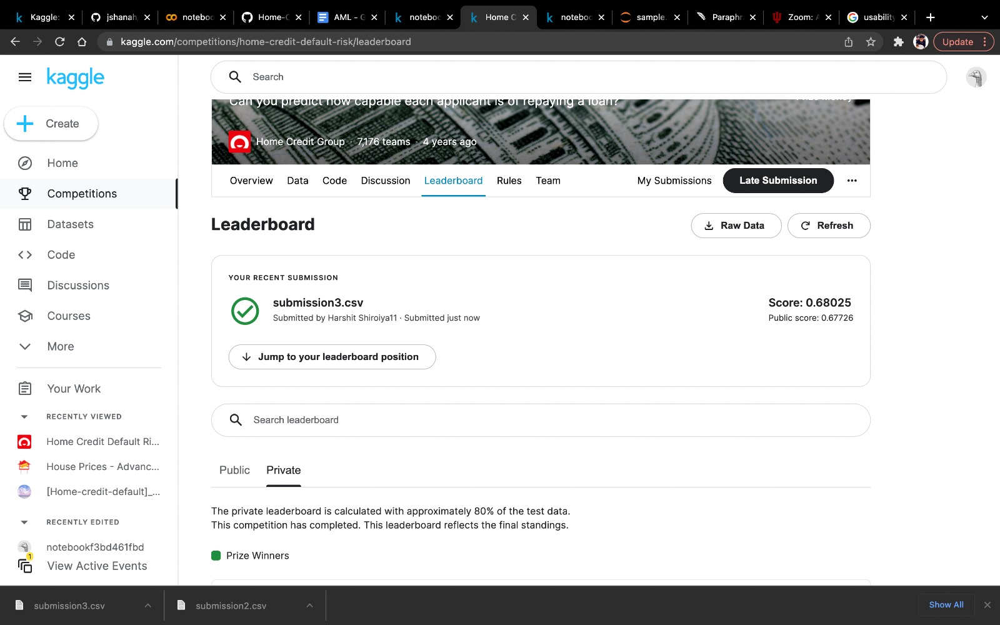 Kaggle:
jshanah
noteboo
Home-C
AML - G
noteboo
Home C
noteboo
sample.
Paraphr
Zoom: A
usability
kaggle.com/competitions/home-credit-default-risk/leaderboard
Update
kaggle
Search
Create
Home
Competitions
Datasets
Code
Discussions
Courses
More
Your Work
RECENTLY VIEWED
Home Credit Default Ri...
House Prices - Advanc...
[Home-credit-default]_...
RECENTLY EDITED
notebookf3bd461fbd
1
View Active Events
Can you predict how capable each applicant is of repaying a loan?
Prize Money
Home Credit Group · 7,176 teams · 4 years ago
Overview Data Code Discussion Leaderboard Rules Team My Submissions Late Submission
Leaderboard
Raw Data
Refresh
YOUR RECENT SUBMISSION
submission3.csv
Submitted by Harshit Shiroiya11 · Submitted just now
Score: 0.68025
Public score: 0.67726
Jump to your leaderboard position
Search leaderboard
Public Private
The private leaderboard is calculated with approximately 80% of the test data.
This competition has completed. This leaderboard reflects the final standings.
Prize Winners
submission3.csv
submission2.csv
Show All